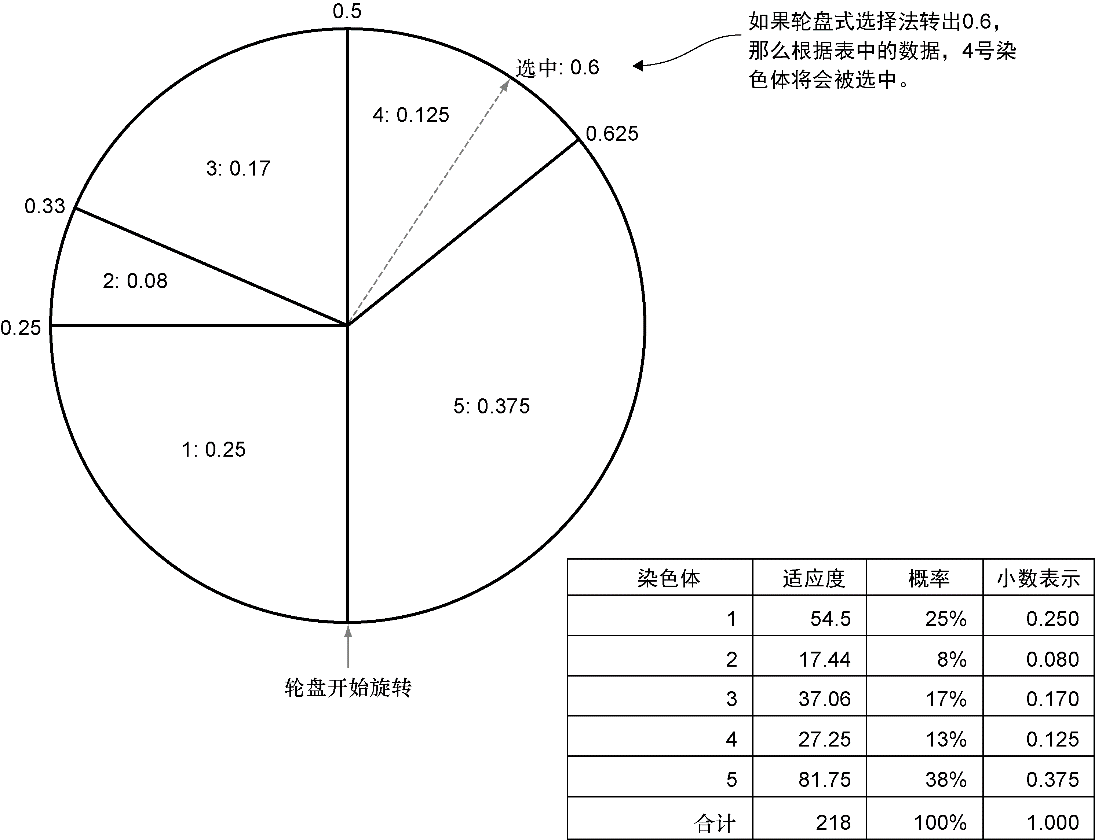 0.5
如果轮盘式选择法转出0.6，
那么根据表中的数据，4号染
色体将会被选中。
选中: 0.6
4: 0.125
0.625
3: 0.17
0.33
2: 0.08
0.25
5: 0.375
1: 0.25
轮盘开始旋转
染色体 适应度 概率 小数表示
1 54.5 25% 0.250
2 17.44 8% 0.080
3 37.06 17% 0.170
4 27.25 13% 0.125
5 81.75 38% 0.375
合计 218 100% 1.000